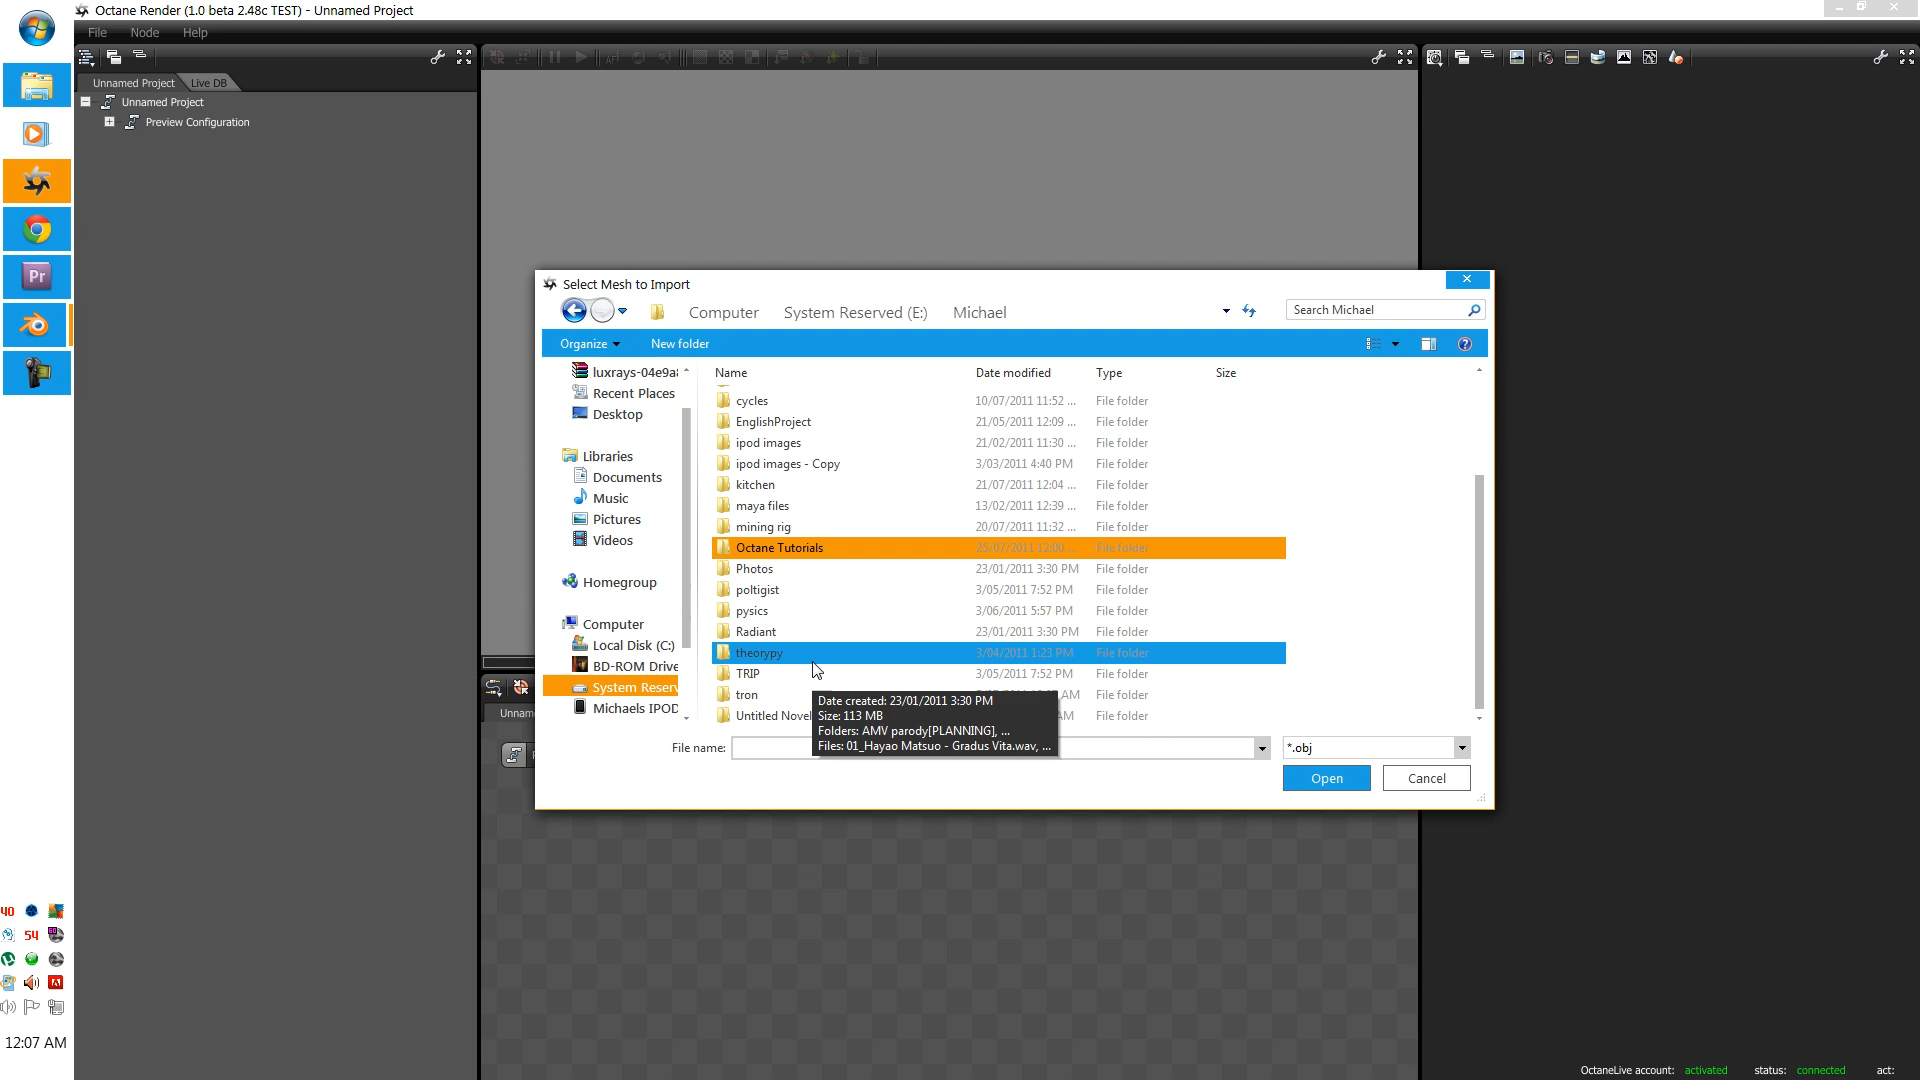 Octane Render (1.0 beta 2.48c TEST) - Unnamed Project
File Node Help
Unnamed Project Live DB
Unnamed Project
Preview Configuration
Select Mesh to Import
Computer System Reserved (E:) Michael
Search Michael
Organize New folder
Name Date modified Type Size
luxrays-04e9a
Recent Places
Desktop
Libraries
Documents
Music
Pictures
Videos
Homegroup
Computer
Local Disk (C:)
BD-ROM Drive
System Reserv
Michaels IPOD
cycles 10/07/2011 11:52 ... File folder
EnglishProject 21/05/2011 12:09 ... File folder
ipod images 21/02/2011 11:30 ... File folder
ipod images - Copy 3/03/2011 4:40 PM File folder
kitchen 21/07/2011 12:04 ... File folder
maya files 13/02/2011 12:39 ... File folder
mining rig 20/07/2011 11:32 ... File folder
Octane Tutorials 25/07/2011 12:00 ... File folder
Photos 23/01/2011 3:30 PM File folder
poltigist 3/05/2011 7:52 PM File folder
pysics 3/06/2011 5:57 PM File folder
Radiant 23/01/2011 3:30 PM File folder
theorypy 3/04/2011 1:23 PM File folder
TRIP 3/05/2011 7:52 PM File folder
tron AM File folder
Untitled Novel AM File folder
Date created: 23/01/2011 3:30 PM
Size: 113 MB
Folders: AMV parody[PLANNING], ...
Files: 01_Hayao Matsuo - Gradus Vita.wav, ...
File name:
*.obj
Open Cancel
Unnam
Pr
40
54
12:07 AM
OctaneLive account: activated status: connected act: